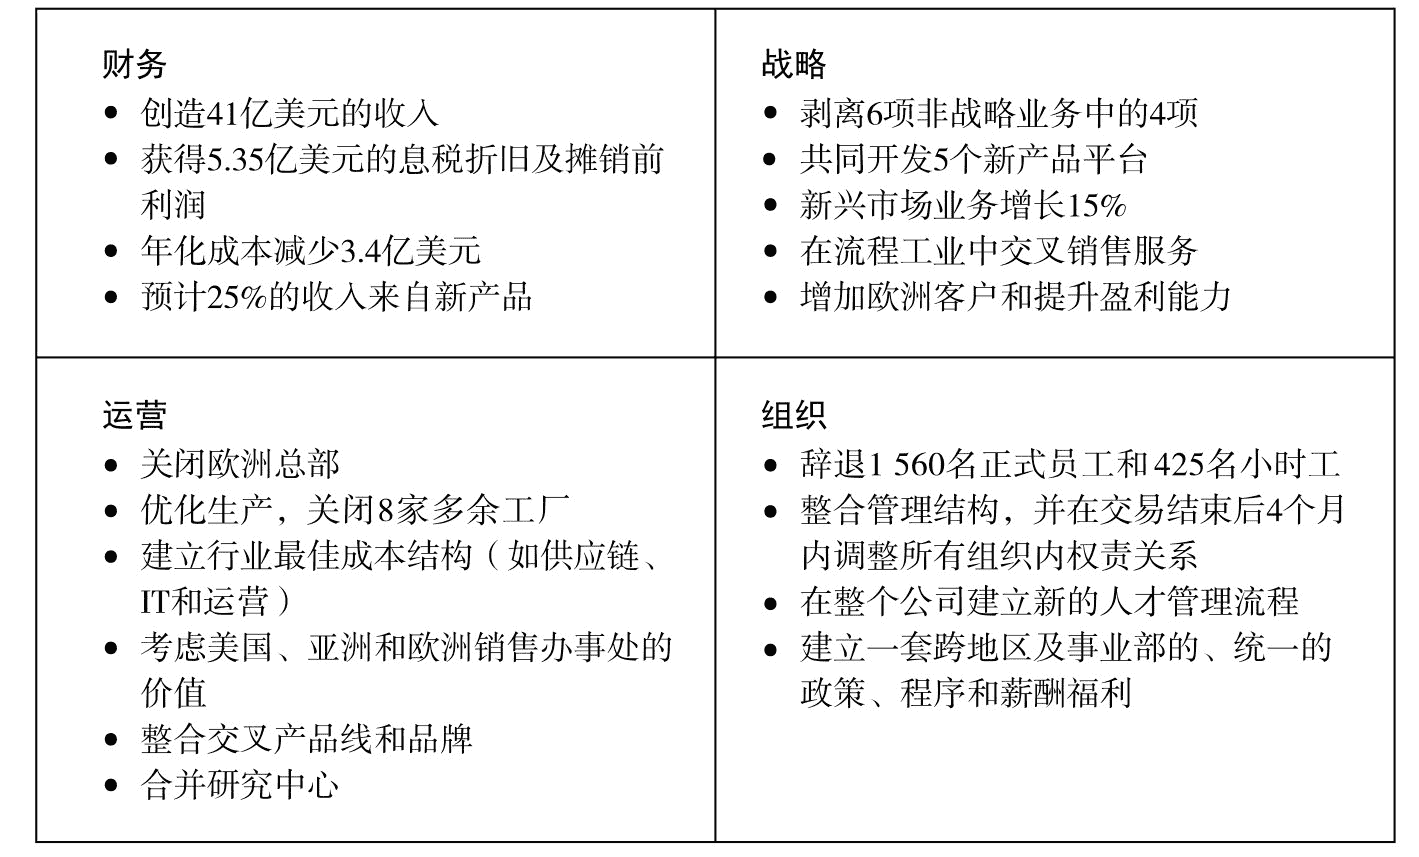 财务
• 创造41亿美元的收入
• 获得5.35亿美元的息税折旧及摊销前
利润
• 年化成本减少3.4亿美元
• 预计25%的收入来自新产品
战略
• 剥离6项非战略业务中的4项
• 共同开发5个新产品平台
• 新兴市场业务增长15%
• 在流程工业中交叉销售服务
• 增加欧洲客户和提升盈利能力
运营
• 关闭欧洲总部
• 优化生产，关闭8家多余工厂
• 建立行业最佳成本结构（如供应链、
IT和运营）
• 考虑美国、亚洲和欧洲销售办事处的
价值
• 整合交叉产品线和品牌
• 合并研究中心
组织
• 辞退1 560名正式员工和425名小时工
• 整合管理结构，并在交易结束后4个月
内调整所有组织内权责关系
• 在整个公司建立新的人才管理流程
• 建立一套跨地区及事业部的、统一的
政策、程序和薪酬福利